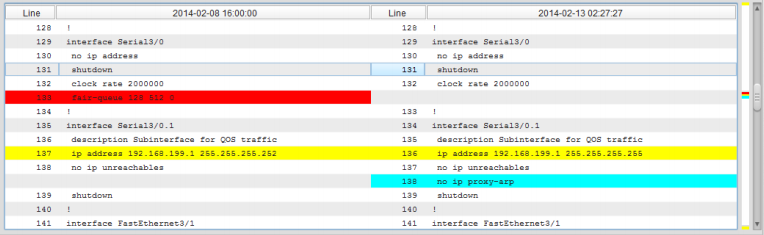 Line 2014-02-08 16:00:00 Line 2014-02-13 02:27:27
128 ! 128 !
129 interface Serial3/0 129 interface Serial3/0
130 no ip address 130 no ip address
131 shutdown 131 shutdown
132 clock rate 2000000 132 clock rate 2000000
133 fair-queue 128 512 0
134 ! 133 !
135 interface Serial3/0.1 134 interface Serial3/0.1
136 description Subinterface for QOS traffic 135 description Subinterface for QOS traffic
137 ip address 192.168.199.1 255.255.255.252 136 ip address 192.168.199.1 255.255.255.255
138 no ip unreachables 137 no ip unreachables
138 no ip proxy-arp
139 shutdown 139 shutdown
140 ! 140 !
141 interface FastEthernet3/1 141 interface FastEthernet3/1